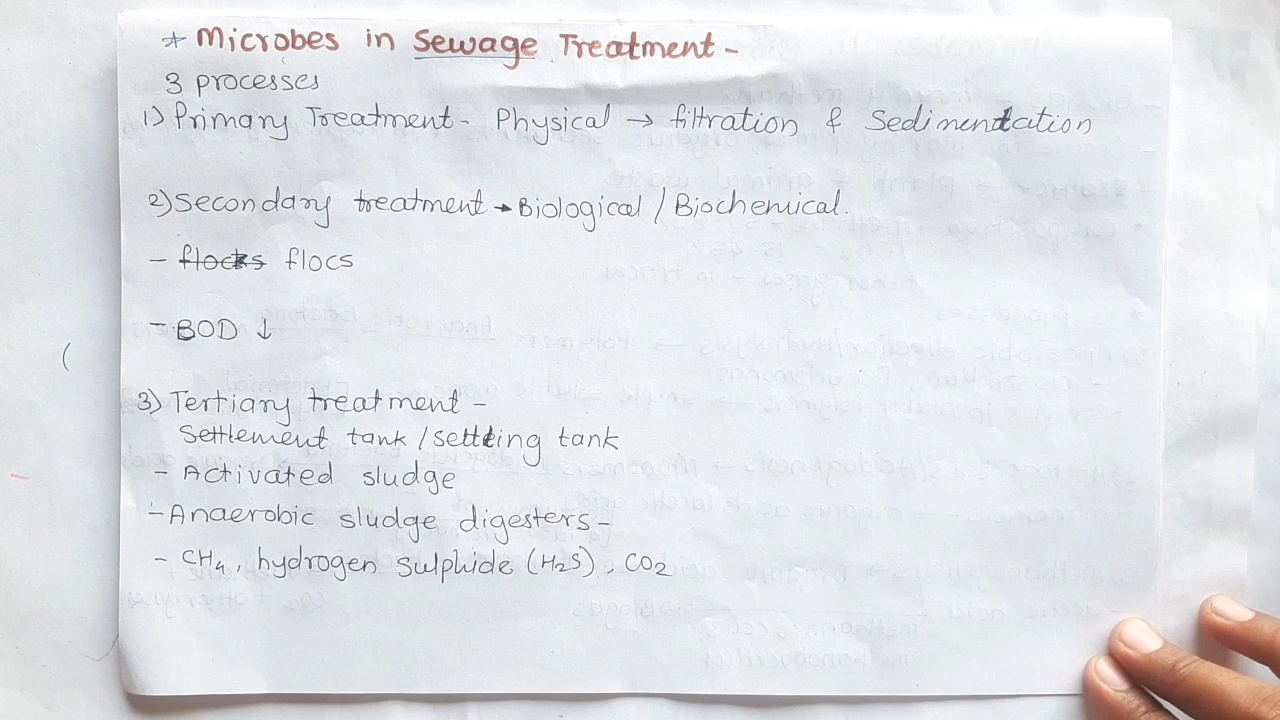 * Microbes in Sewage Treatment -
3 processes
1) Primary Treatment - Physical → filtration & Sedimentation
2) Secondary treatment → Biological / Biochemical.
- flocks flocs
- BOD ↓
3) Tertiary treatment -
Settlement tank / settling tank
- Activated sludge
- Anaerobic sludge digesters -
- CH4, hydrogen sulphide (H2S), CO2